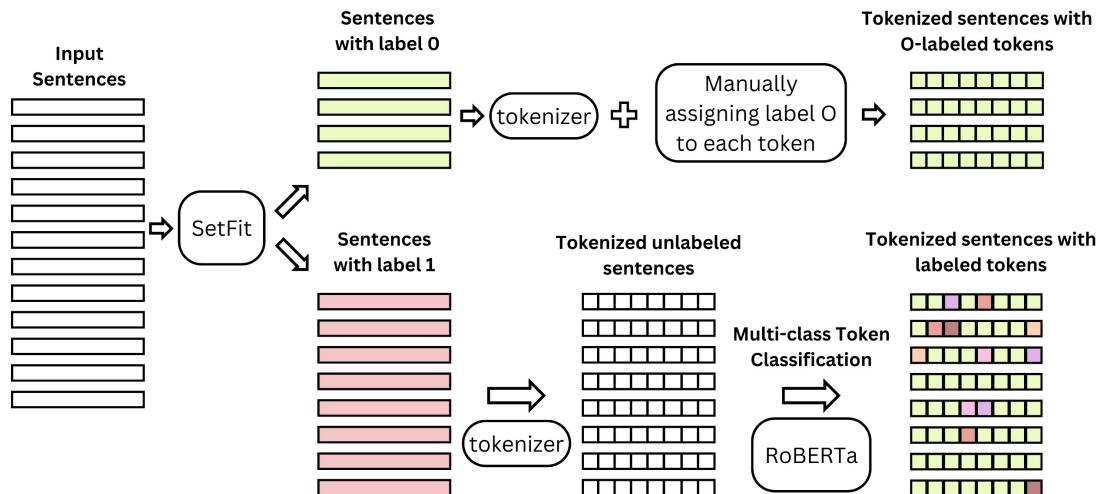 Input
Sentences
SetFit
Sentences
with label 0
tokenizer
Manually
assigning label O
to each token
Tokenized sentences with
O-labeled tokens
Sentences
with label 1
tokenizer
Tokenized unlabeled
sentences
Multi-class Token
Classification
RoBERTa
Tokenized sentences with
labeled tokens